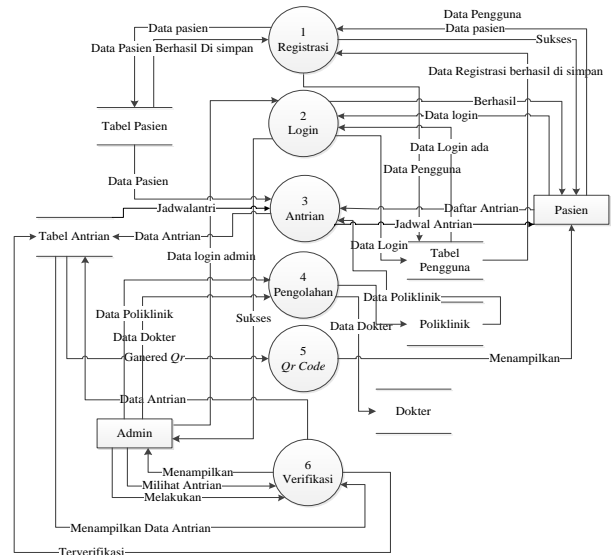 Data Pengguna
Data pasien
1
Data pasien
Registrasi
Sukses
Data Pasien Berhasil Di simpan
Data Registrasi berhasil di simpan
Berhasil
2
Login
Data login
Tabel Pasien
Data Login ada
Data Pengguna
Data Pasien
3
Antrian
Jadwalantri
Daftar Antrian
Pasien
Jadwal Antrian
Tabel Antrian
Data Antrian
Data Login
Tabel
Pengguna
Data login admin
4
Pengolahan
Data Poliklinik
Data Poliklinik
Sukses
Data Dokter
Data Dokter
Poliklinik
5
Qr Code
Ganered Qr
Menampilkan
Data Antrian
Dokter
Admin
6
Verifikasi
Menampilkan
Milihat Antrian
Melakukan
Menampilkan Data Antrian
Terverifikasi